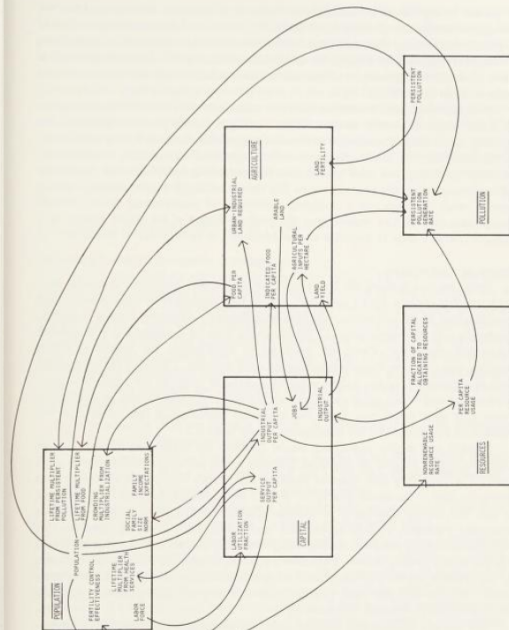 POPULATION
POPULATION
LIFETIME MULTIPLIER
FROM PERSISTENT
POLLUTION
LIFETIME MULTIPLIER
FROM FOOD
CROWDING
MULTIPLIER FROM
INDUSTRIALIZATION
FERTILITY CONTROL
EFFECTIVENESS
LIFETIME
MULTIPLIER
FROM HEALTH
SERVICES
SOCIAL
FAMILY
SIZE
NORM
FAMILY
INCOME
EXPECTATIONS
LABOR
FORCE
CAPITAL
LABOR
UTILIZATION
FRACTION
SERVICE
OUTPUT
PER CAPITA
INDUSTRIAL
OUTPUT
PER CAPITA
JOBS
INDUSTRIAL
OUTPUT
AGRICULTURE
FOOD PER
CAPITA
URBAN-INDUSTRIAL
LAND REQUIRED
INDICATED FOOD
PER CAPITA
ARABLE
LAND
AGRICULTURAL
INPUTS PER
HECTARE
LAND
YIELD
LAND
FERTILITY
RESOURCES
NONRENEWABLE
RESOURCE USAGE
RATE
FRACTION OF CAPITAL
ALLOCATED TO
OBTAINING RESOURCES
PER CAPITA
RESOURCE
USAGE
POLLUTION
PERSISTENT
POLLUTION
GENERATION
RATE
PERSISTENT
POLLUTION